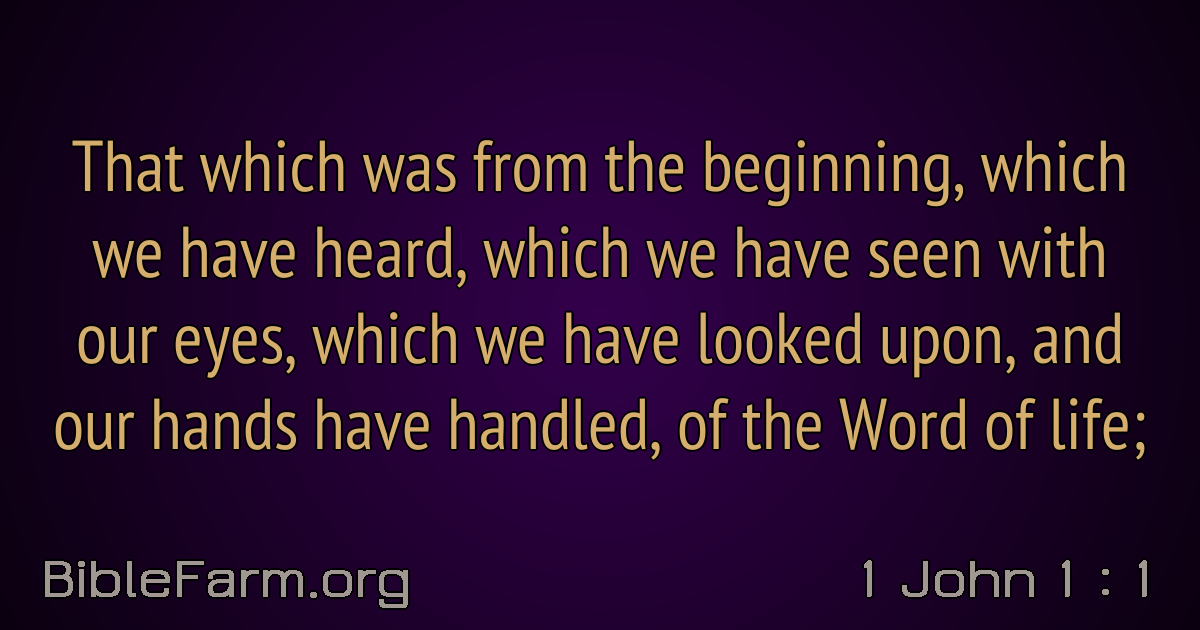 That which was from the beginning, which
we have heard, which we have seen with
our eyes, which we have looked upon, and
our hands have handled, of the Word of life;
BibleFarm.org
1 John 1 : 1